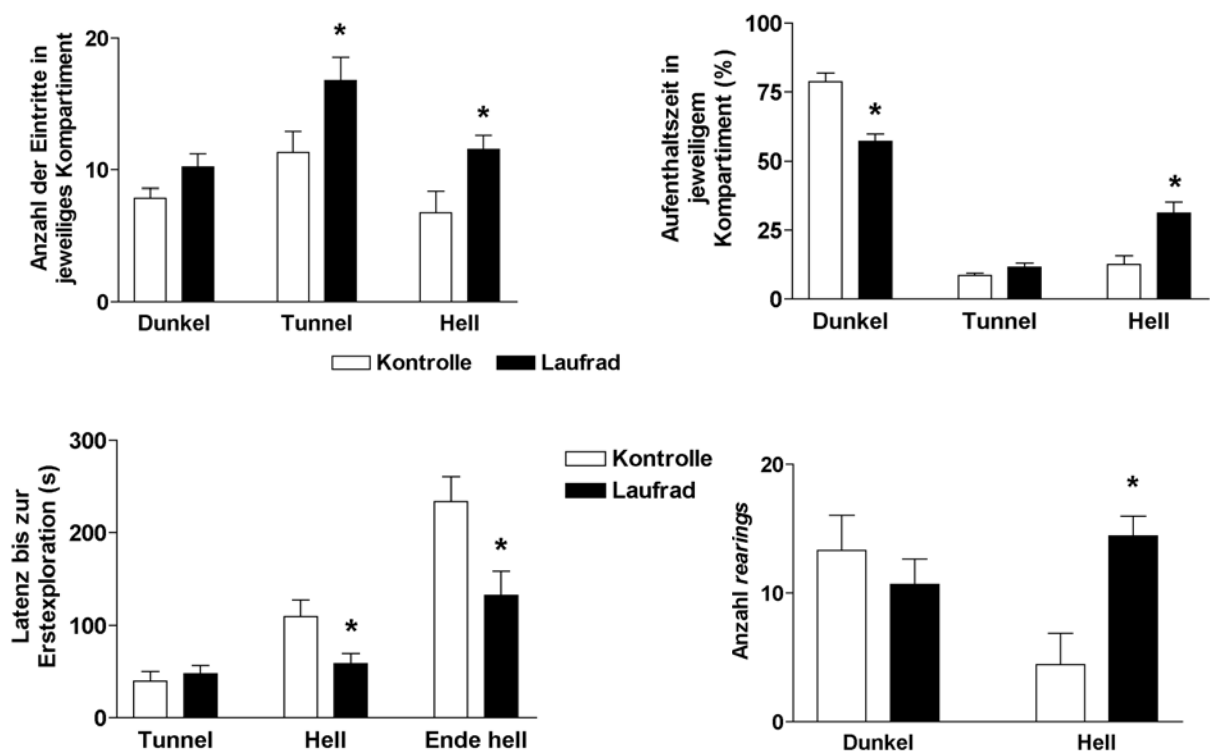 Anzahl der Eintritte in
jeweiliges Kompartiment
20
10
0
*
*
Dunkel Tunnel Hell
Kontrolle Laufrad
Aufenthaltszeit in
jeweiligem
Kompartiment (%)
100
75
50
25
0
*
*
Dunkel Tunnel Hell
Latenz bis zur
Erstexploration (s)
300
200
100
0
*
*
Tunnel Hell Ende hell
Kontrolle
Laufrad
Anzahl rearings
20
10
0
*
Dunkel Hell